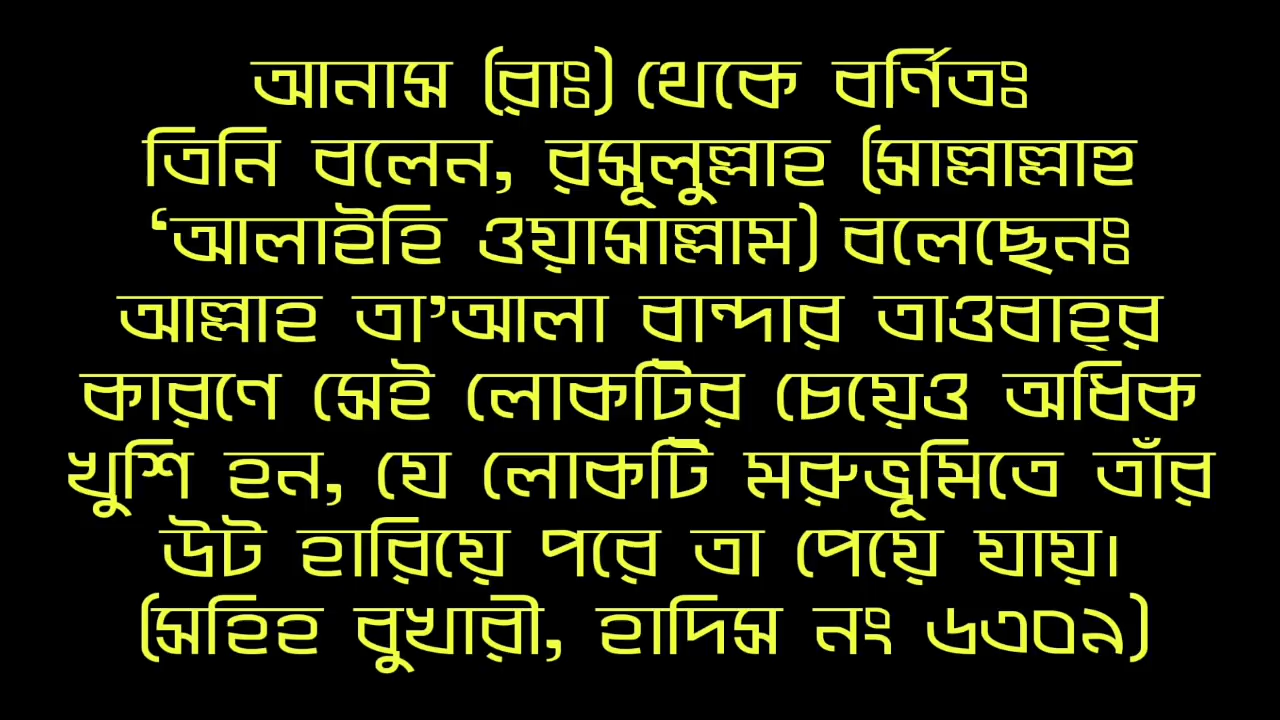 আনাস (রাঃ) থেকে বর্ণিতঃ
তিনি বলেন, রসূলুল্লাহ (সাল্লাল্লাহু
‘আলাইহি ওয়াসাল্লাম) বলেছেনঃ
আল্লাহ তা’আলা বান্দার তাওবাহ্‌র
কারণে সেই লোকটির চেয়েও অধিক
খুশি হন, যে লোকটি মরুভূমিতে তাঁর
উট হারিয়ে পরে তা পেয়ে যায়।
(সহিহ বুখারী, হাদিস নং ৬৩০৯)